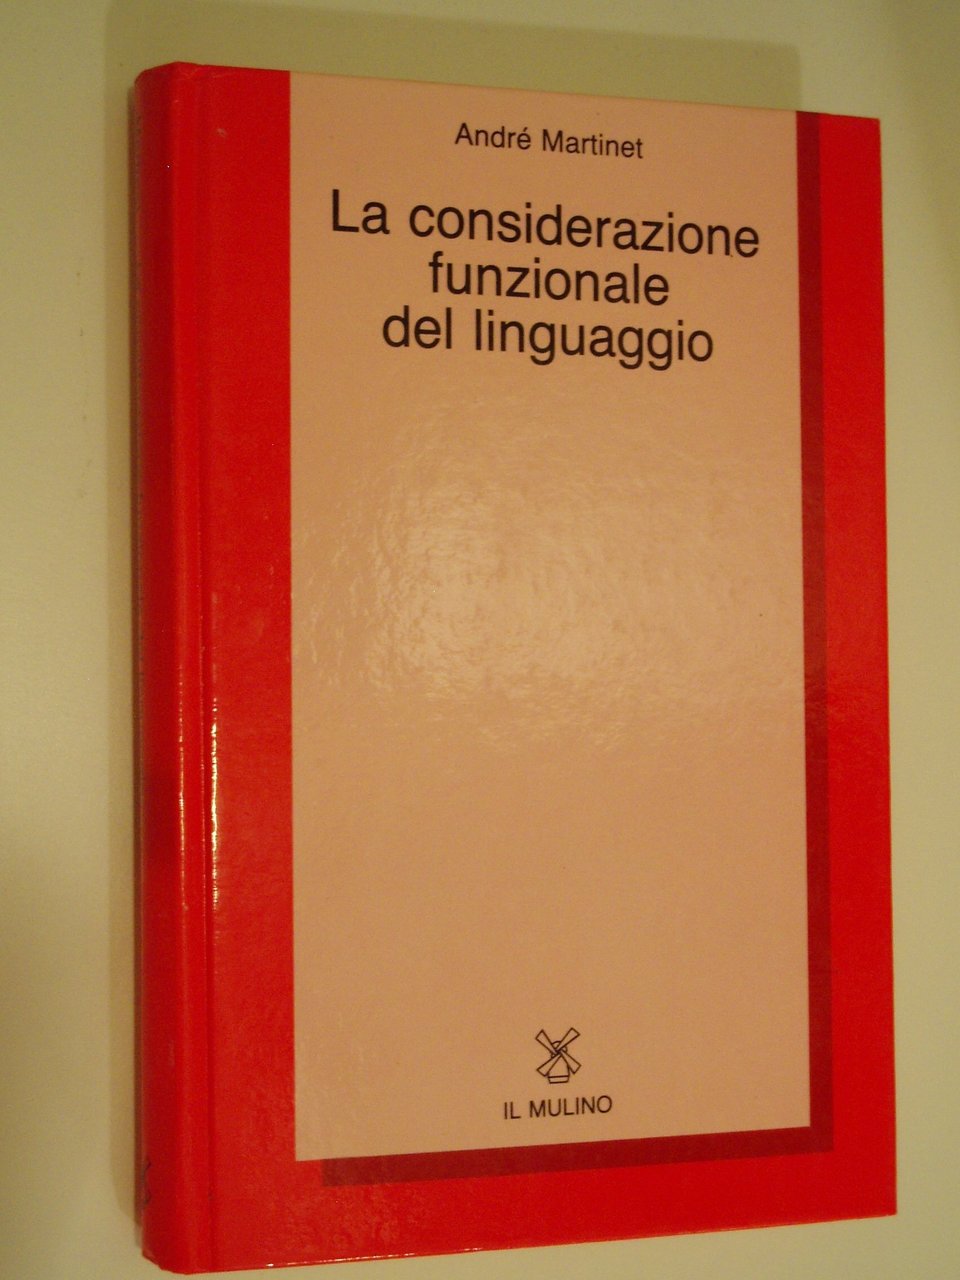 André Martinet
La considerazione
funzionale
del linguaggio
IL MULINO